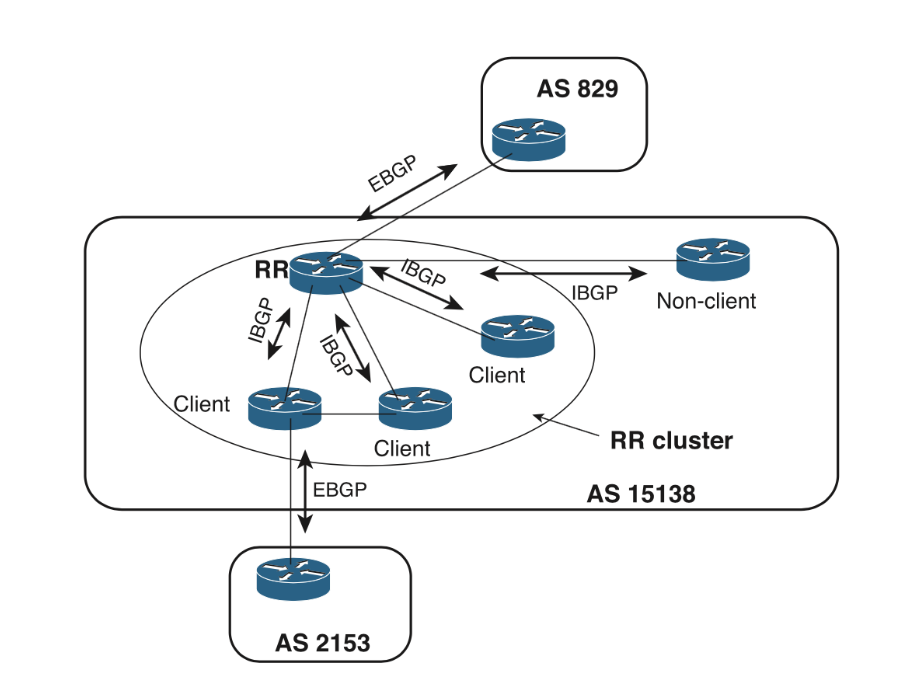 AS 829
EBGP
RR
IBGP
IBGP
Non-client
IBGP
IBGP
Client
Client
Client
RR cluster
EBGP
AS 15138
AS 2153